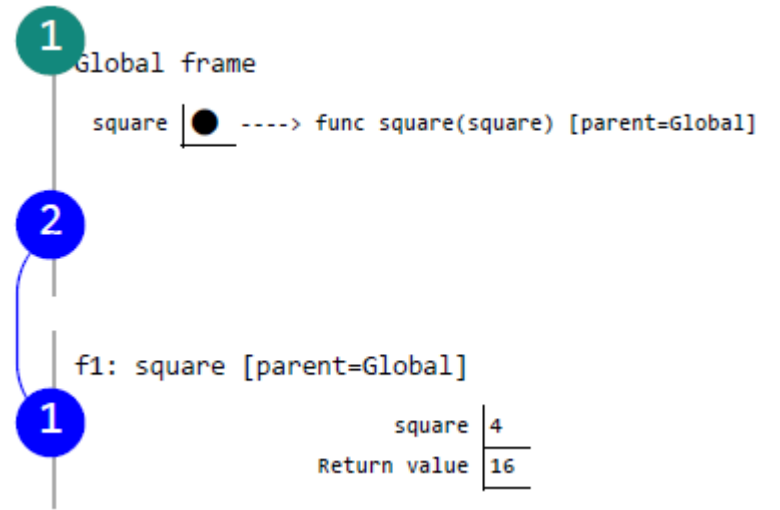 1
Global frame
square ----> func square(square) [parent=Global]
2
f1: square [parent=Global]
1
square 4
Return value 16